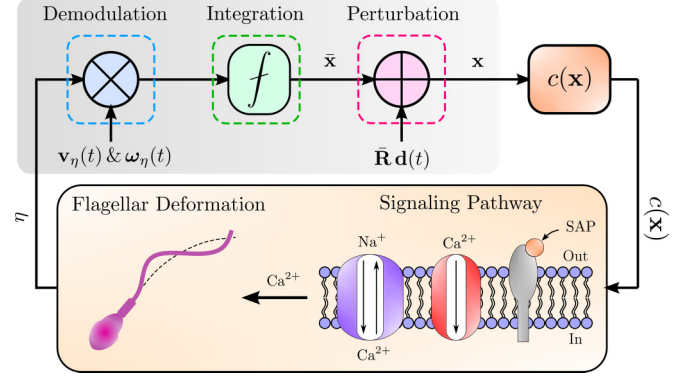 Demodulation Integration Perturbation
∫ x̄ x c(x)
v_η(t) & ω_η(t) R̄ d(t)
η c(x)
Flagellar Deformation Signaling Pathway
SAP
Na⁺ Ca²⁺
Out
Ca²⁺
In
Ca²⁺